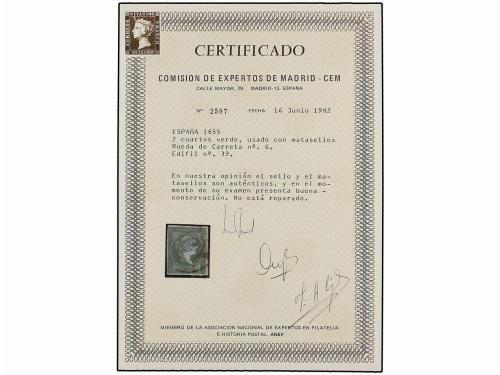 CERTIFICADO
COMISION DE EXPERTOS DE MADRID - CEM
CALLE MAYOR, 29. MADRID-13. ESPAÑA
Nº 2597 FECHA 16 Junio 1982
ESPAÑA 1855
2 cuartos verde, usado con matasellos
Rueda de Carreta nº. 6.
Edifil nº. 39.
En nuestra opinión el sello y el ma-
tasellos son auténticos, y en el mo-
mento de su examen presenta buena -
conservación. No está reparado.
MIEMBRO DE LA ASOCIACION NACIONAL DE EXPERTOS EN FILATELIA
E HISTORIA POSTAL. ANEP